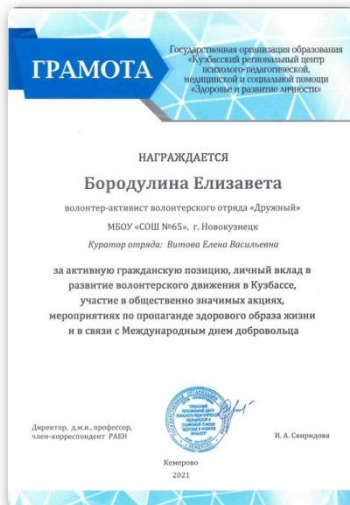 ГРАМОТА
Государственная организация образования
«Кузбасский региональный центр
психолого-педагогической,
медицинской и социальной помощи
«Здоровье и развитие личности»
НАГРАЖДАЕТСЯ
Бородулина Елизавета
волонтер-активист волонтерского отряда «Дружный»
МБОУ «СОШ №65», г. Новокузнецк
Куратор отряда: Витова Елена Васильевна
за активную гражданскую позицию, личный вклад в
развитие волонтерского движения в Кузбассе,
участие в общественно значимых акциях,
мероприятиях по пропаганде здорового образа жизни
и в связи с Международным днем добровольца
Директор, д.м.н., профессор,
член-корреспондент РАЕН
И. А. Свиридова
Кемерово
2021